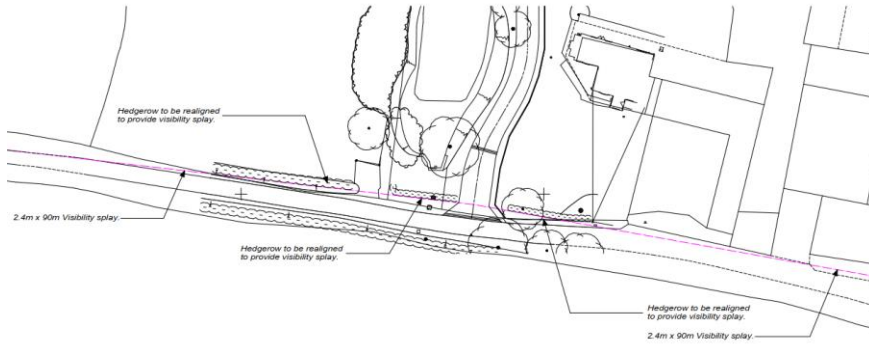 Hedgerow to be realigned
to provide visibility splay.
2.4m x 90m Visibility splay.
Hedgerow to be realigned
to provide visibility splay.
Hedgerow to be realigned
to provide visibility splay.
2.4m x 90m Visibility splay.